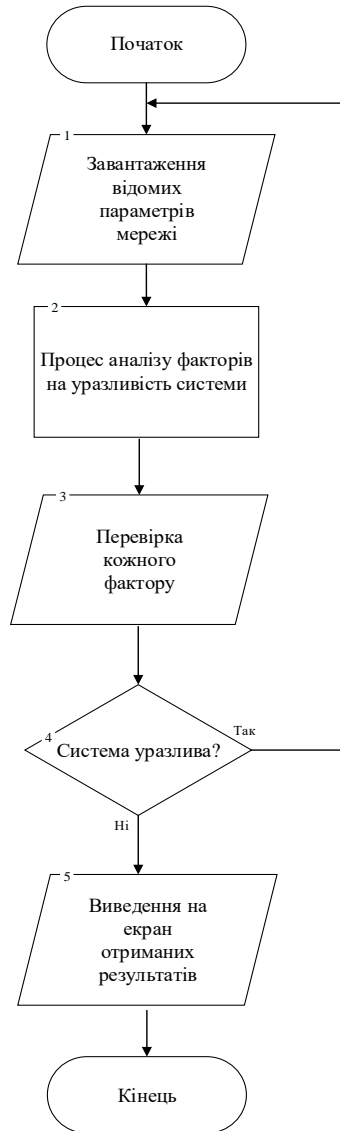 Початок
1
Завантаження
відомих
параметрів
мережі
2
Процес аналізу факторів
на уразливість системи
3
Перевірка
кожного
фактору
4
Система уразлива?
Так
Ні
5
Виведення на
екран
отриманих
результатів
Кінець